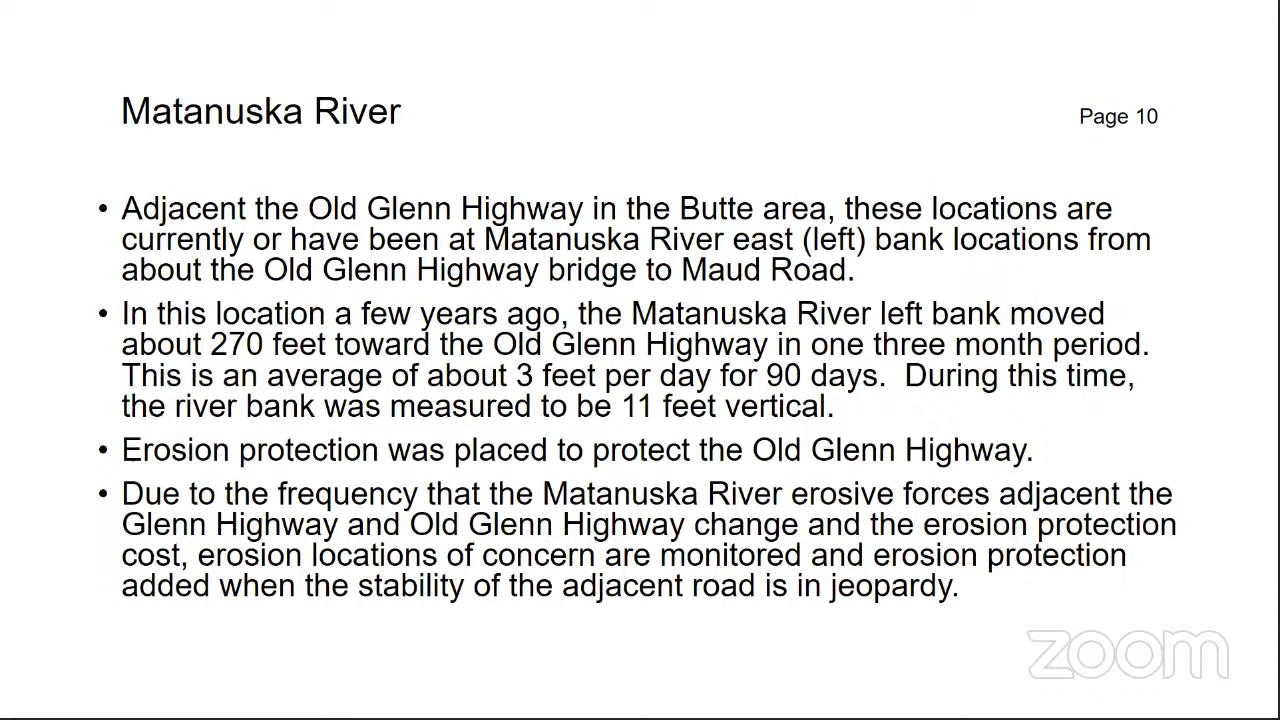 Matanuska River
Page 10
• Adjacent the Old Glenn Highway in the Butte area, these locations are
currently or have been at Matanuska River east (left) bank locations from
about the Old Glenn Highway bridge to Maud Road.
• In this location a few years ago, the Matanuska River left bank moved
about 270 feet toward the Old Glenn Highway in one three month period.
This is an average of about 3 feet per day for 90 days.  During this time,
the river bank was measured to be 11 feet vertical.
• Erosion protection was placed to protect the Old Glenn Highway.
• Due to the frequency that the Matanuska River erosive forces adjacent the
Glenn Highway and Old Glenn Highway change and the erosion protection
cost, erosion locations of concern are monitored and erosion protection
added when the stability of the adjacent road is in jeopardy.
zoom